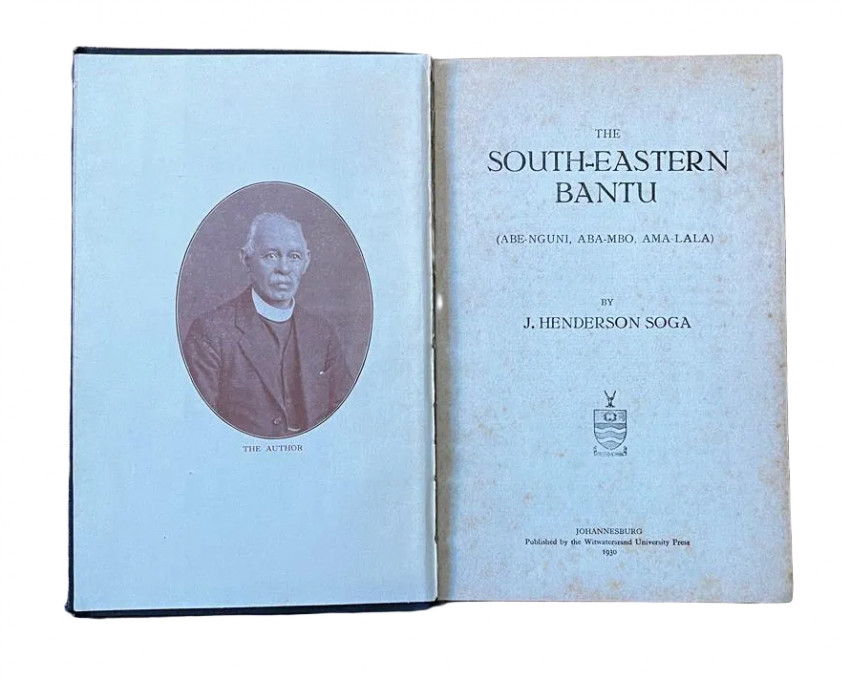 THE AUTHOR
THE
SOUTH-EASTERN
BANTU
(ABE-NGUNI, ABA-MBO, AMA-LALA)
BY
J. HENDERSON SOGA
JOHANNESBURG
Published by the Witwatersrand University Press
1930